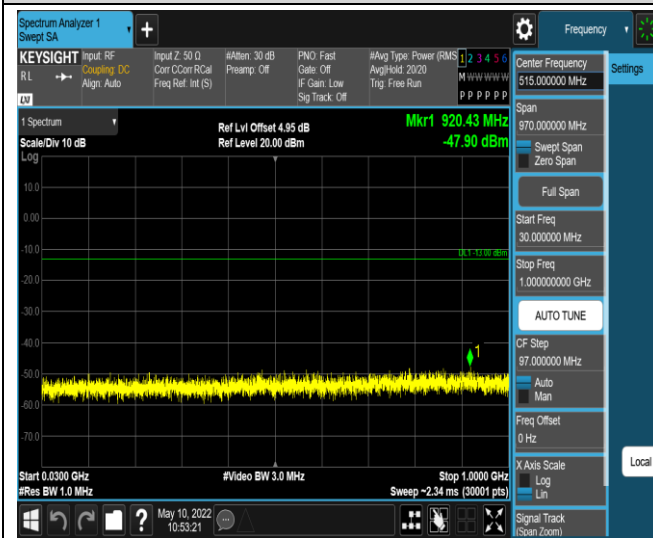 Spectrum Analyzer 1
Swept SA
+
Frequency
KEYSIGHT
RL
LXI
Input: RF
Coupling: DC
Align: Auto
Input Z: 50 Ω
Corr CCorr RCal
Freq Ref: Int (S)
#Atten: 30 dB
Preamp: Off
PNO: Fast
Gate: Off
IF Gain: Low
Sig Track: Off
#Avg Type: Power (RMS
Avg|Hold: 20/20
Trig: Free Run
1 2 3 4 5 6
M W W W W W
P P P P P P
1 Spectrum
Scale/Div 10 dB
Log
Ref Lvl Offset 4.95 dB
Ref Level 20.00 dBm
Mkr1 920.43 MHz
-47.90 dBm
10.0
0.00
-10.0
DL1 -13.00 dBm
-20.0
-30.0
-40.0
1
-50.0
-60.0
-70.0
Start 0.0300 GHz
#Res BW 1.0 MHz
#Video BW 3.0 MHz
Stop 1.0000 GHz
Sweep ~2.34 ms (30001 pts)
?
May 10, 2022
10:53:21
Center Frequency
515.000000 MHz
Span
970.000000 MHz
Swept Span
Zero Span
Full Span
Start Freq
30.000000 MHz
Stop Freq
1.000000000 GHz
AUTO TUNE
CF Step
97.000000 MHz
Auto
Man
Freq Offset
0 Hz
X Axis Scale
Log
Lin
Signal Track
(Span Zoom)
Settings
Local